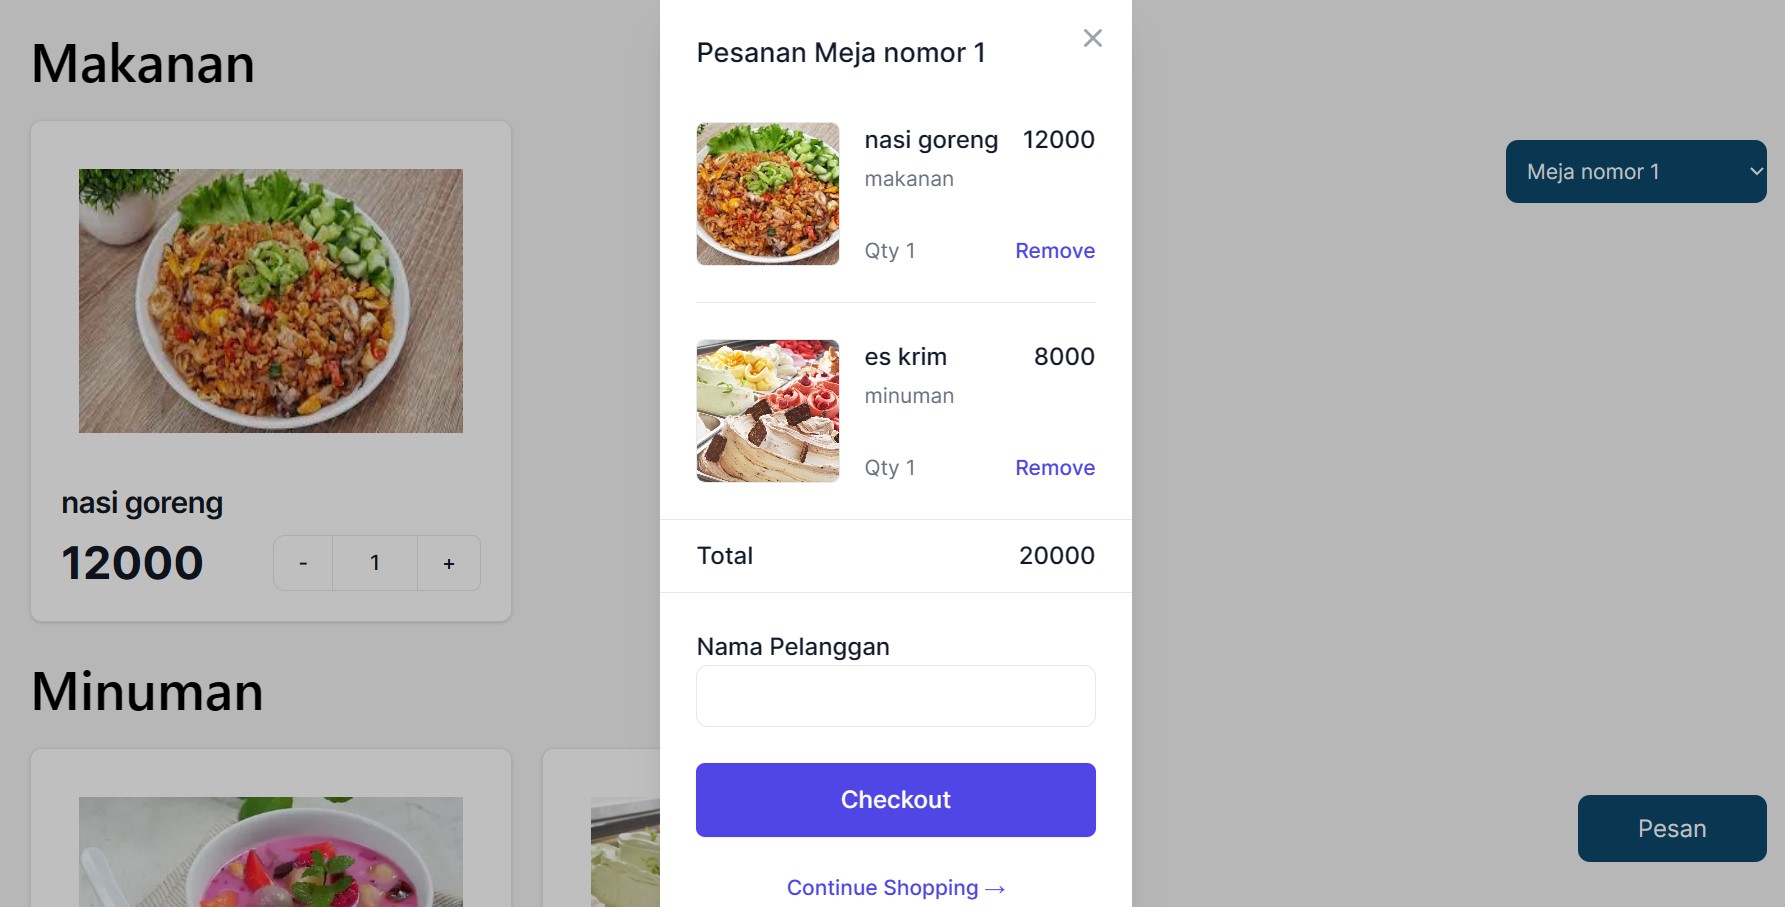 Makanan
nasi goreng
12000
- 1 +
Minuman
Pesanan Meja nomor 1
nasi goreng 12000
makanan
Qty 1 Remove
es krim 8000
minuman
Qty 1 Remove
Total 20000
Nama Pelanggan
Checkout
Continue Shopping →
Meja nomor 1
Pesan